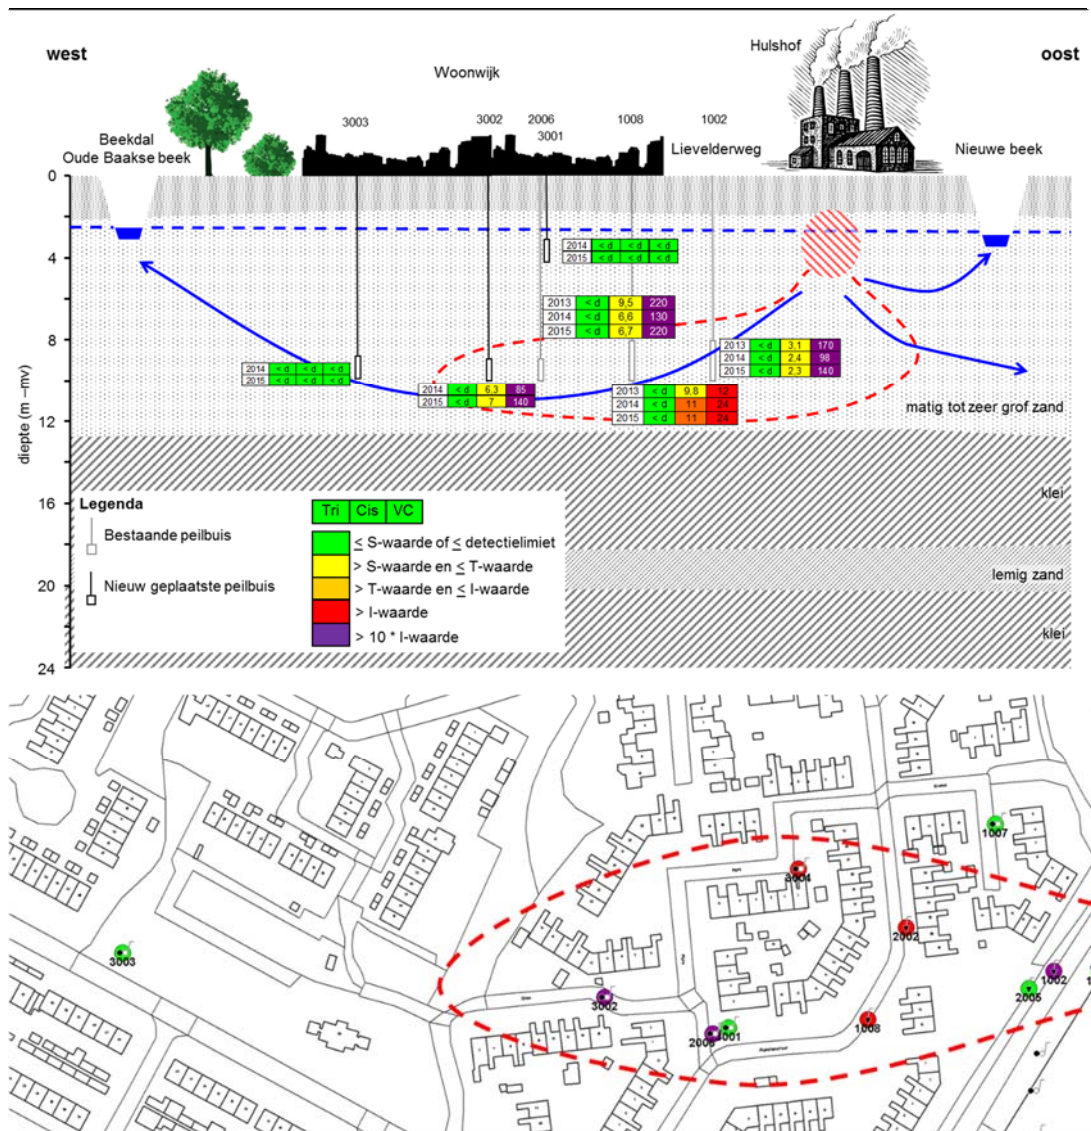 west
Woonwijk
Hulshof
oost
3003
3002
2006
3001
1008
1002
Beekdal
Oude Baakse beek
Lievelderweg
Nieuwe beek
0
4
8
12
16
20
24
diepte (m –mv)
2014 < d < d < d
2015 < d < d < d
2013 < d 9,5 220
2014 < d 6,6 130
2015 < d 6,7 220
2013 < d 3,1 170
2014 < d 2,4 98
2015 < d 2,3 140
2014 < d < d < d
2015 < d < d < d
2014 < d 6,3 85
2015 < d 7 140
2013 < d 9,8 12
2014 < d 11 24
2015 < d 11 24
matig tot zeer grof zand
klei
lemig zand
klei
Legenda
Bestaande peilbuis
Nieuw geplaatste peilbuis
Tri Cis VC
≤ S-waarde of ≤ detectielimiet
> S-waarde en ≤ T-waarde
> T-waarde en ≤ I-waarde
> I-waarde
> 10 * I-waarde
1007
3004
2002
3003
1002
2005
3002
1008
2006
3001